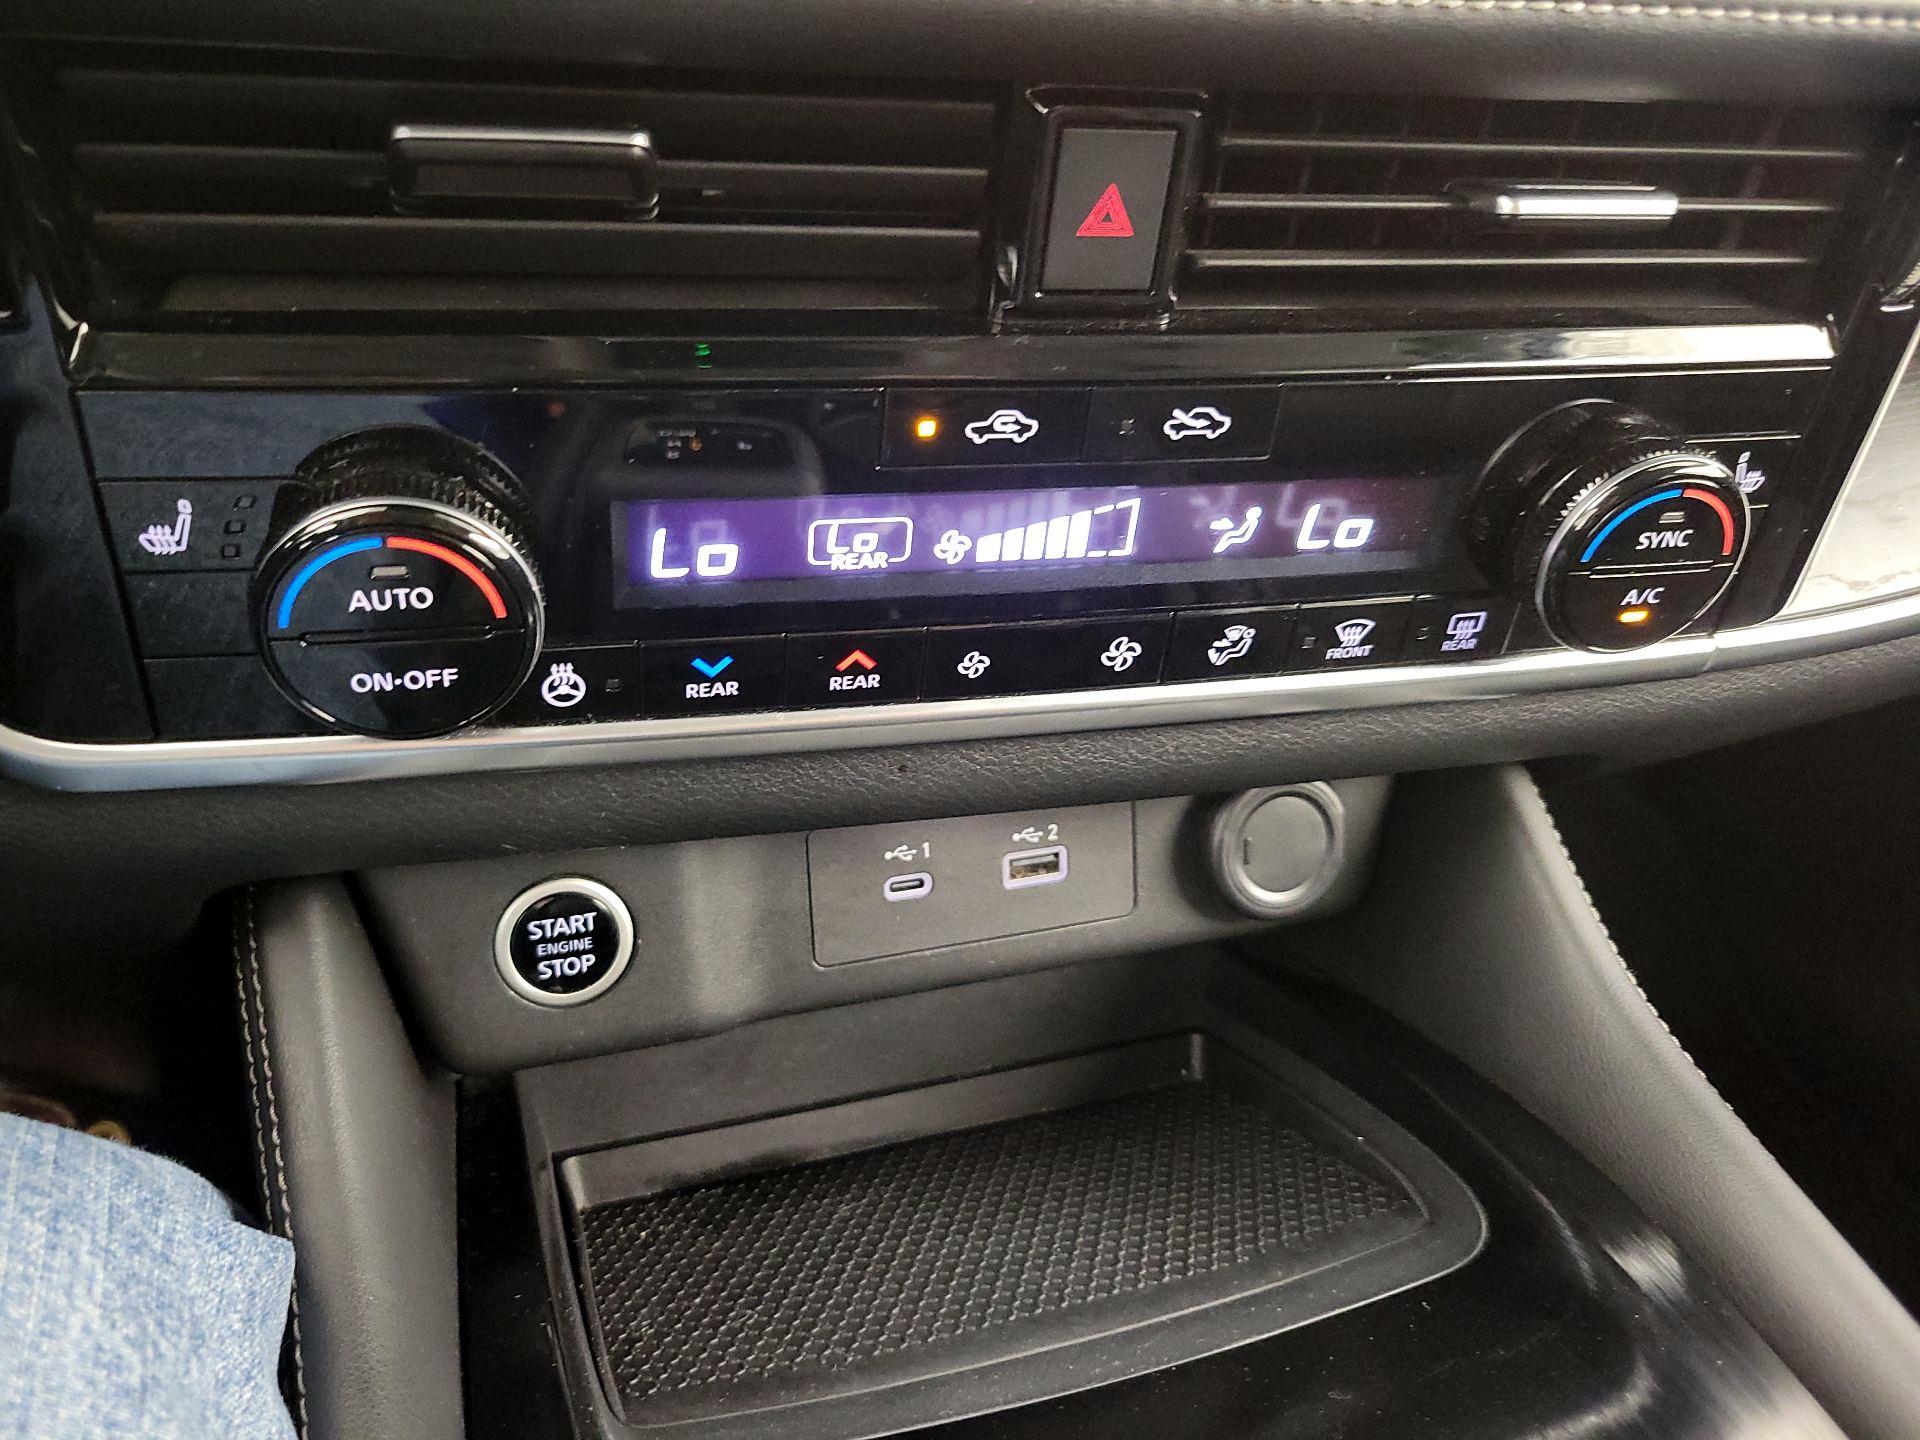 Lo
Lo
REAR
Lo
AUTO
ON•OFF
SYNC
A/C
REAR
REAR
FRONT
REAR
1
2
START
ENGINE
STOP